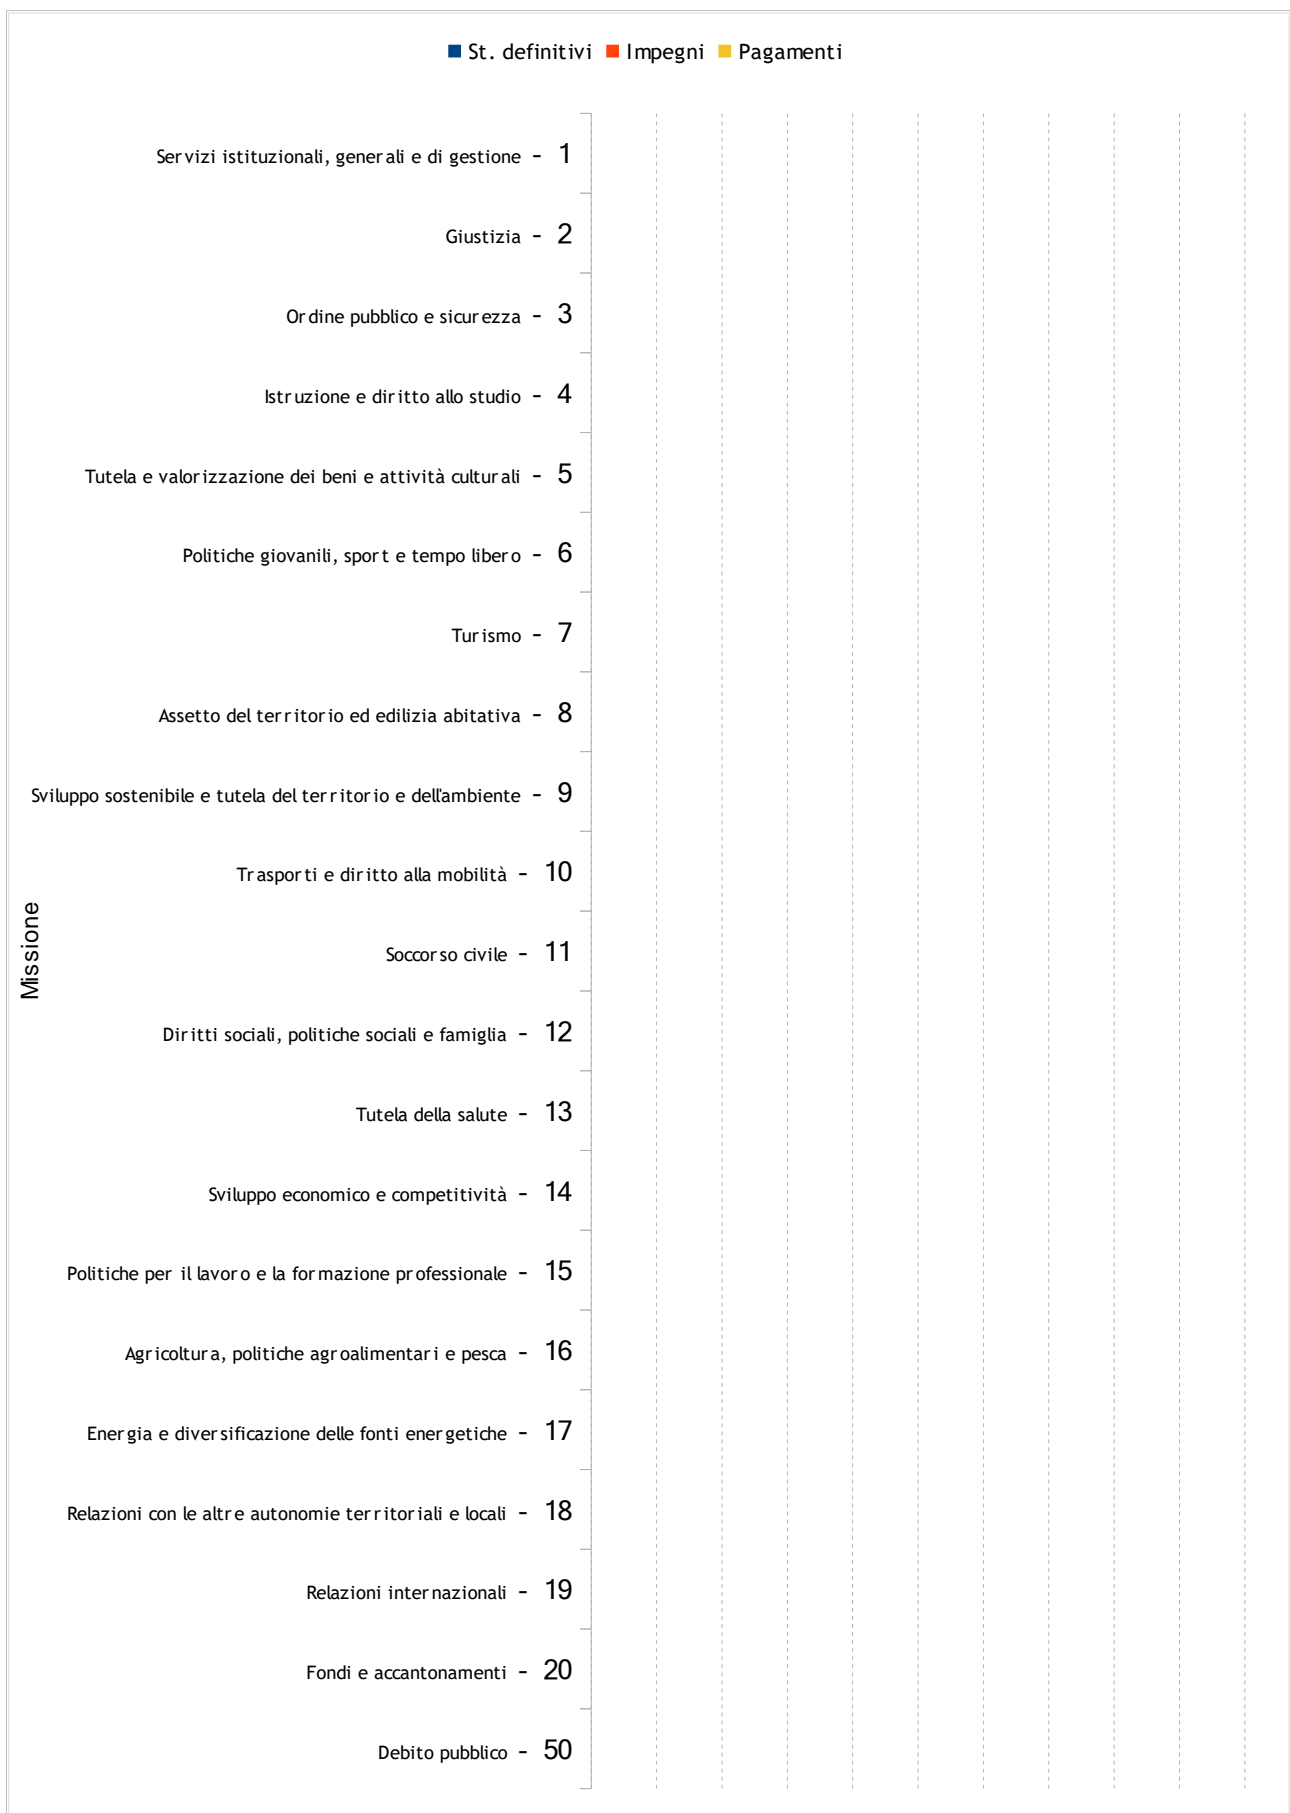 St. definitivi Impegni Pagamenti
Servizi istituzionali, generali e di gestione - 1
Giustizia - 2
Ordine pubblico e sicurezza - 3
Istruzione e diritto allo studio - 4
Tutela e valorizzazione dei beni e attività culturali - 5
Politiche giovanili, sport e tempo libero - 6
Turismo - 7
Assetto del territorio ed edilizia abitativa - 8
Sviluppo sostenibile e tutela del territorio e dell'ambiente - 9
Trasporti e diritto alla mobilità - 10
Missione
Soccorso civile - 11
Diritti sociali, politiche sociali e famiglia - 12
Tutela della salute - 13
Sviluppo economico e competitività - 14
Politiche per il lavoro e la formazione professionale - 15
Agricoltura, politiche agroalimentari e pesca - 16
Energia e diversificazione delle fonti energetiche - 17
Relazioni con le altre autonomie territoriali e locali - 18
Relazioni internazionali - 19
Fondi e accantonamenti - 20
Debito pubblico - 50